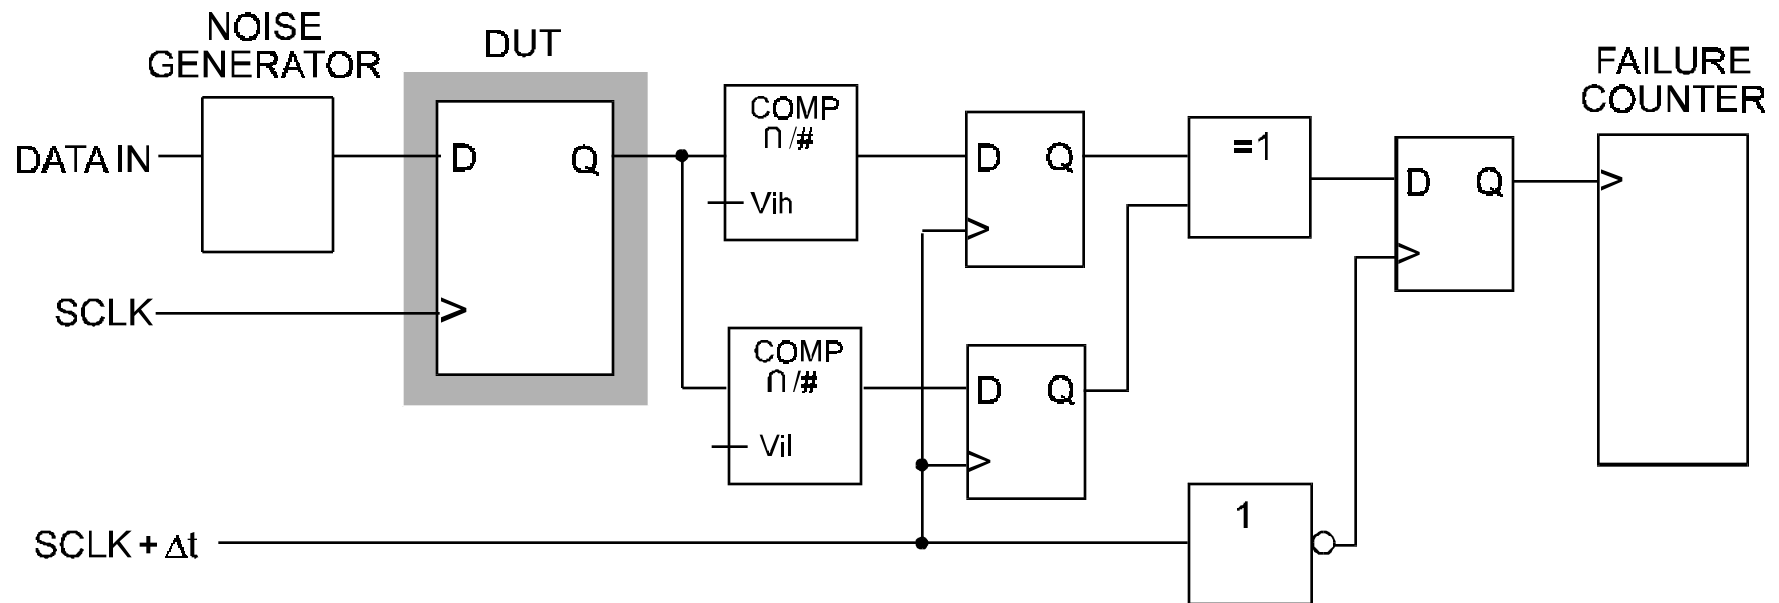 NOISE
GENERATOR
DUT
FAILURE
COUNTER
DATA IN
D Q
SCLK
COMP
∩/#
Vih
D Q
=1
D Q
COMP
∩/#
Vil
D Q
1
SCLK + Δt